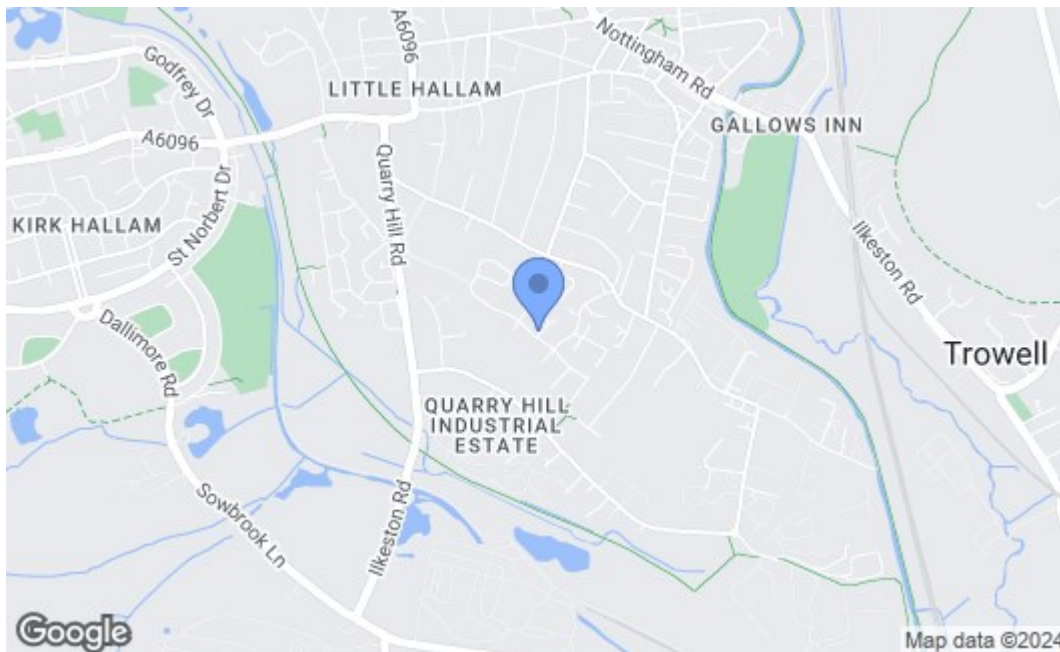 A6096
Nottingham Rd
Godfrey Dr
LITTLE HALLAM
GALLOWS INN
A6096
Quarry Hill Rd
St Norbert Dr
KIRK HALLAM
Ilkeston Rd
Dallimore Rd
Trowell
QUARRY HILL
INDUSTRIAL
ESTATE
Sowbrook Ln
Ilkeston Rd
Google
Map data ©2024